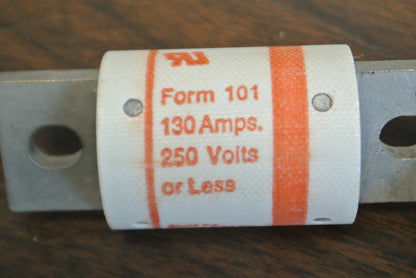 Form 101
130 Amps.
250 Volts
or Less